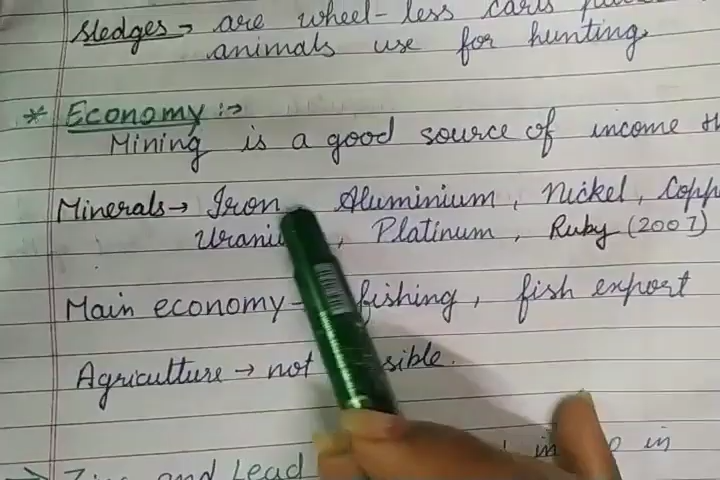 sledges → are wheel-less carts
animals use for hunting.
* Economy :→
Mining is a good source of income
Minerals → Iron Aluminium, Nickel,
, Platinum, Ruby (2007)
Main economy - fishing, fish export
Agriculture → not
and Lead in